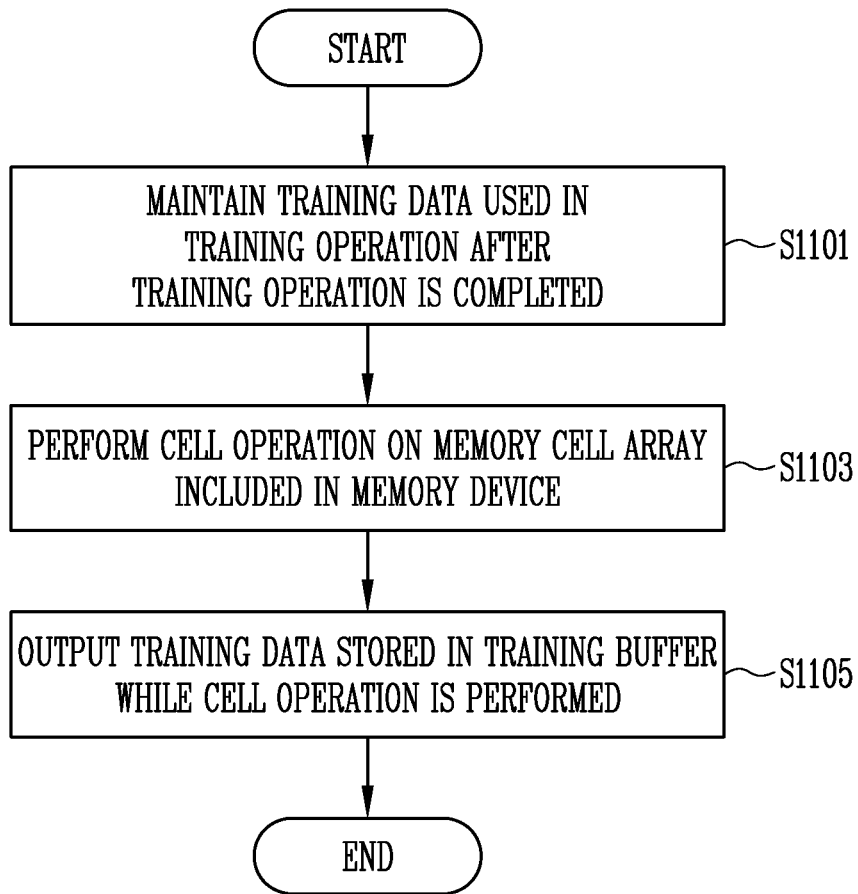 START
MAINTAIN TRAINING DATA USED IN
TRAINING OPERATION AFTER
TRAINING OPERATION IS COMPLETED
S1101
PERFORM CELL OPERATION ON MEMORY CELL ARRAY
INCLUDED IN MEMORY DEVICE
S1103
OUTPUT TRAINING DATA STORED IN TRAINING BUFFER
WHILE CELL OPERATION IS PERFORMED
S1105
END